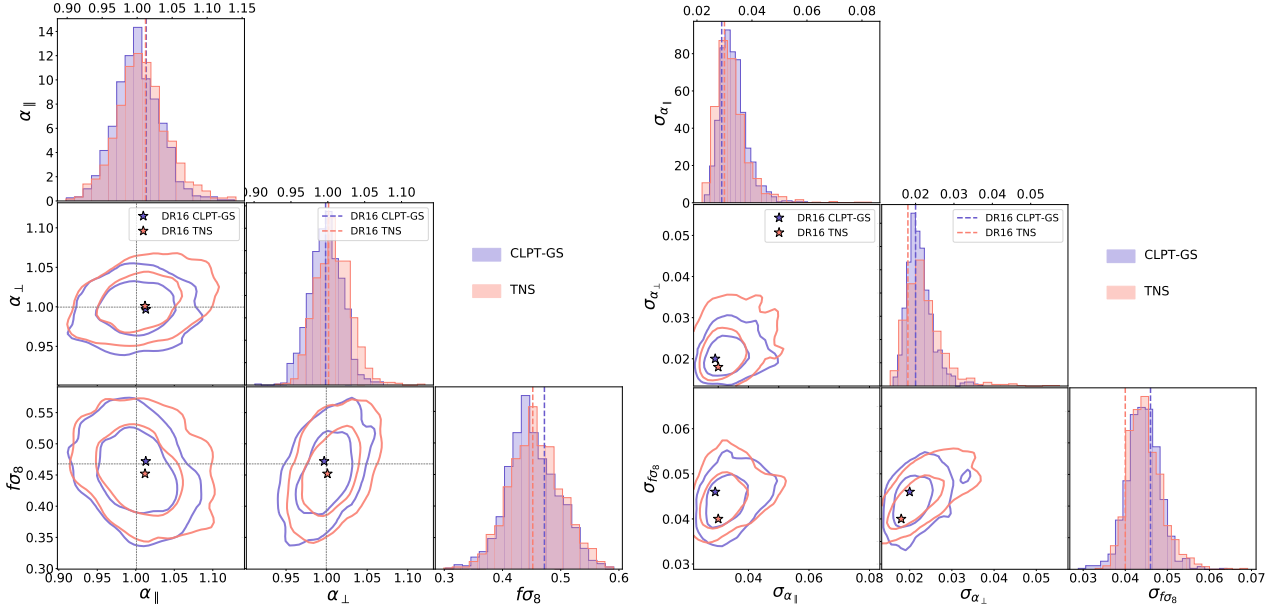 0.90 0.95 1.00 1.05 1.10 1.15
14
12
10
8
6
4
2
0
α∥
0.90 0.95 1.00 1.05 1.10
DR16 CLPT-GS
DR16 TNS
DR16 CLPT-GS
DR16 TNS
1.10
1.05
1.00
0.95
α⊥
CLPT-GS
TNS
0.55
0.50
0.45
0.40
0.35
0.30
fσ8
0.90 0.95 1.00 1.05 1.10
0.95 1.00 1.05 1.10
0.3 0.4 0.5 0.6
α∥
α⊥
fσ8
0.02 0.04 0.06 0.08
80
60
40
20
0
σα∥
0.02 0.03 0.04 0.05
DR16 CLPT-GS
DR16 TNS
DR16 CLPT-GS
DR16 TNS
0.05
0.04
0.03
0.02
σα⊥
CLPT-GS
TNS
0.06
0.05
0.04
0.03
σfσ8
0.04 0.06 0.08
0.02 0.03 0.04 0.05
0.03 0.04 0.05 0.06 0.07
σα∥
σα⊥
σfσ8